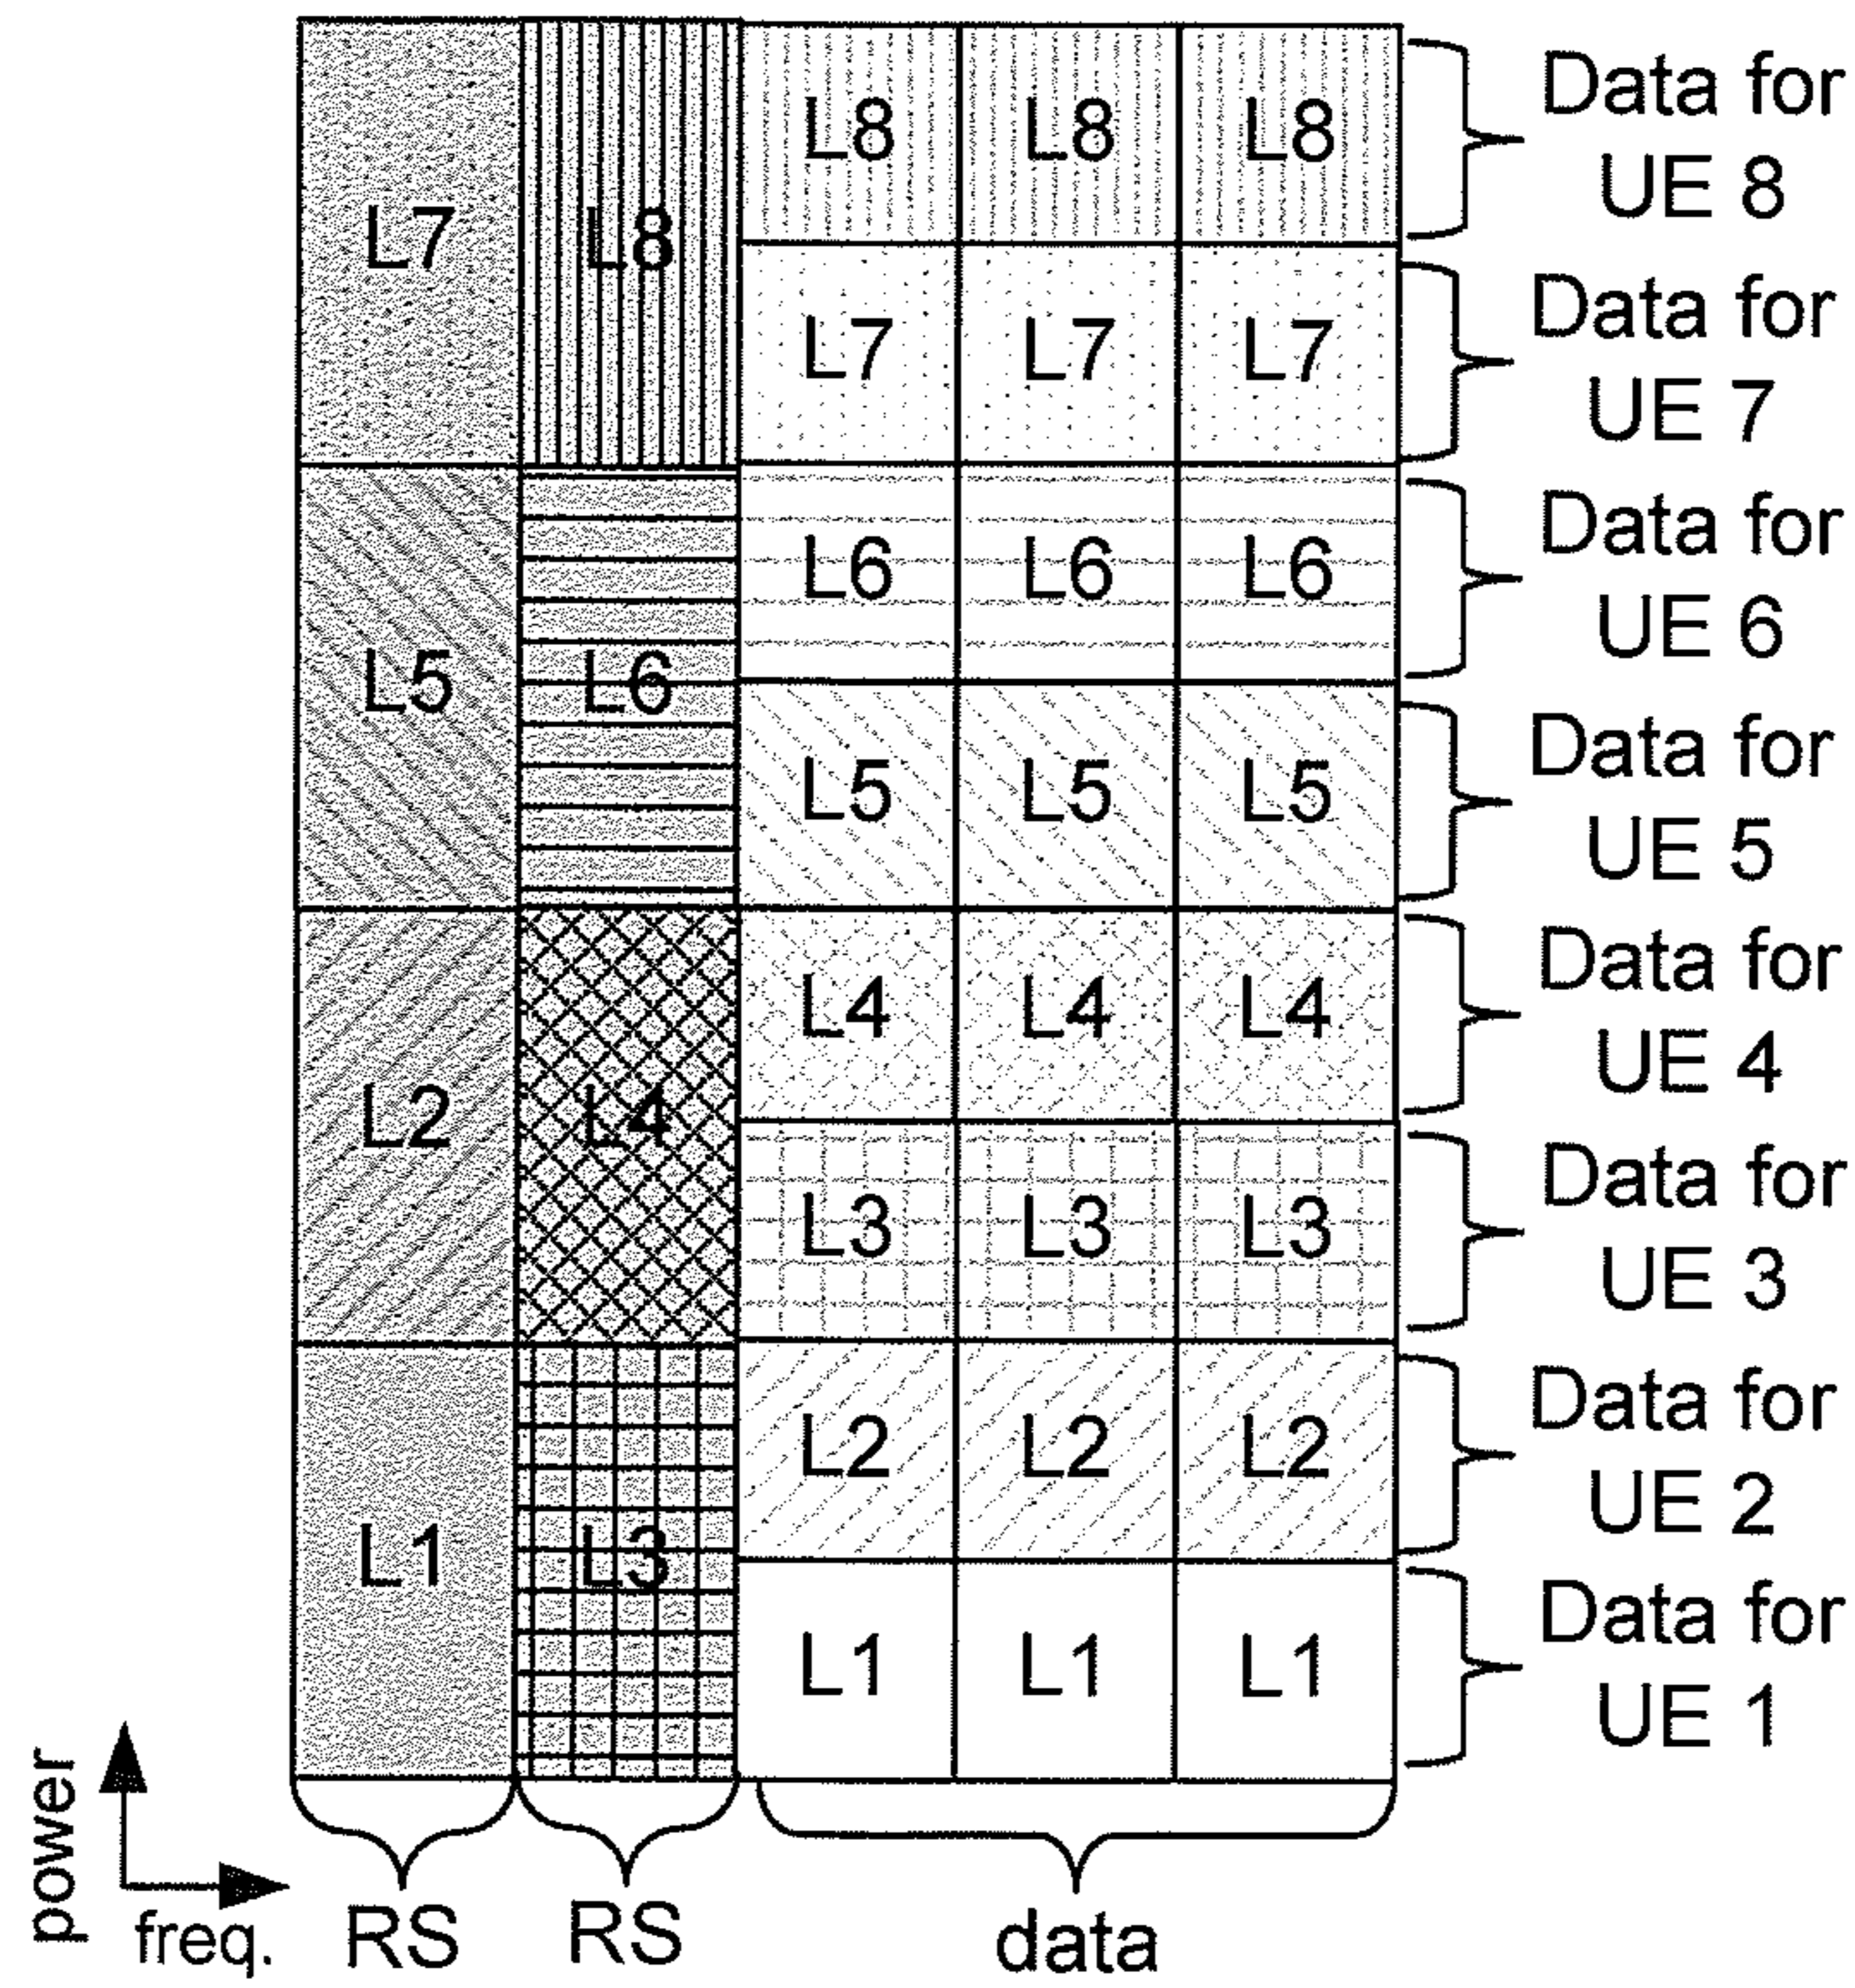 L8 L8 L8 Data for
UE 8
L7 L8
L7 L7 L7 Data for
UE 7
L6 L6 L6 Data for
UE 6
L5 L6
L5 L5 L5 Data for
UE 5
L4 L4 L4 Data for
UE 4
L2 L4
L3 L3 L3 Data for
UE 3
L2 L2 L2 Data for
UE 2
L1 L3
L1 L1 L1 Data for
UE 1
power
freq.
RS RS data